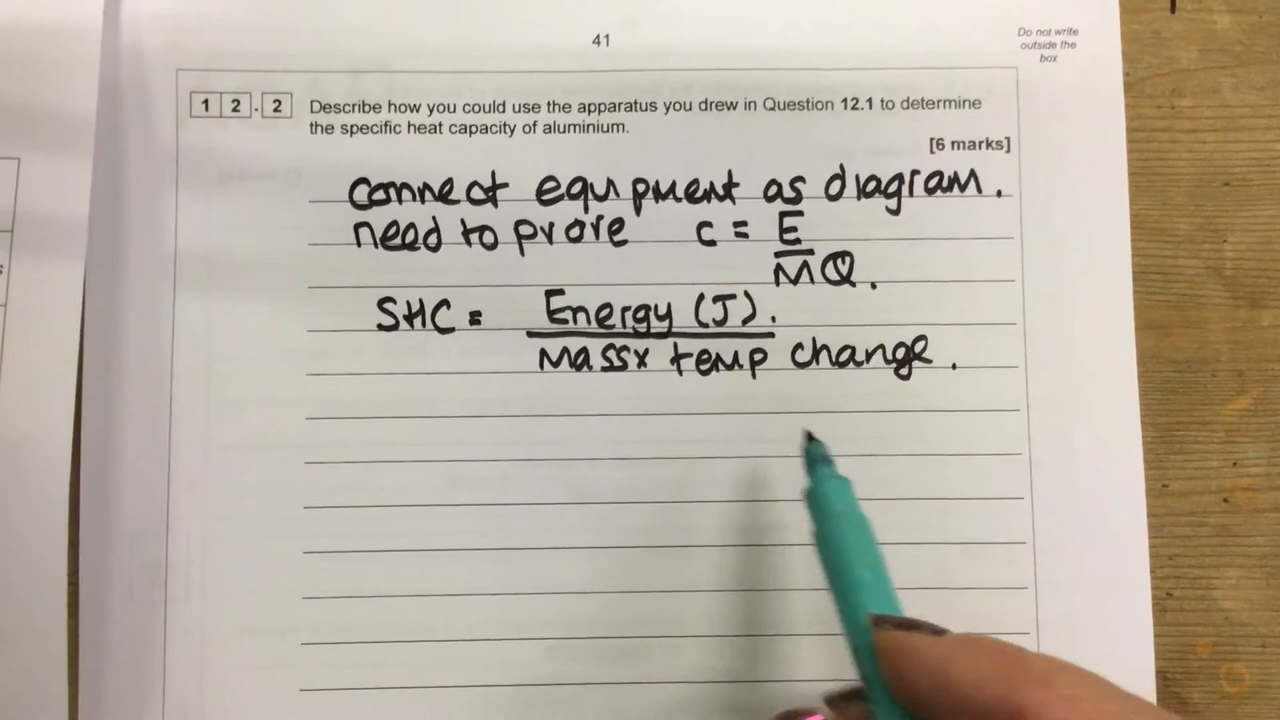 41
Do not write
outside the
box
1 2 . 2 Describe how you could use the apparatus you drew in Question 12.1 to determine
the specific heat capacity of aluminium.
[6 marks]
connect equipment as diagram.
need to prove c = E
MQ.
SHC = Energy (J).
Mass x temp change.